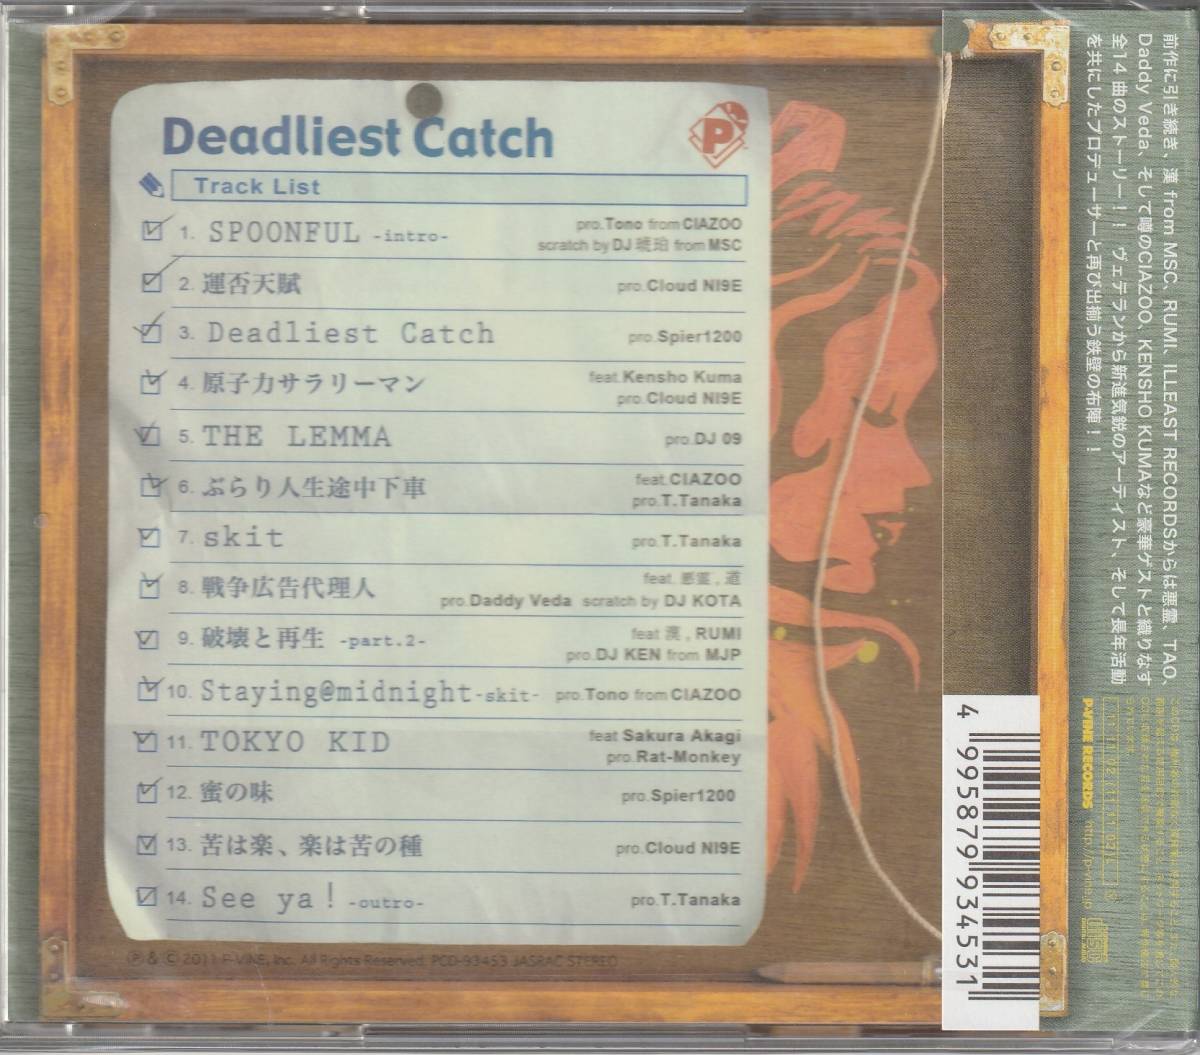 Deadliest Catch
P
Track List
1. SPOONFUL -intro- pro.Tono from CIAZOO
scratch by DJ 琥珀 from MSC
2. 運否天賦 pro.Cloud NI9E
3. Deadliest Catch pro.Spier1200
4. 原子力サラリーマン feat.Kensho Kuma
pro.Cloud NI9E
5. THE LEMMA pro.DJ 09
6. ぶらり人生途中下車 feat.CIAZOO
pro.T.Tanaka
7. skit pro.T.Tanaka
8. 戦争広告代理人 feat. 悪霊 , 道
pro.Daddy Veda scratch by DJ KOTA
9. 破壊と再生 -part.2- feat 漢 , RUMI
pro.DJ KEN from MJP
10. Staying@midnight-skit- pro.Tono from CIAZOO
11. TOKYO KID feat Sakura Akagi
pro.Rat-Monkey
12. 蜜の味 pro.Spier1200
13. 苦は楽、楽は苦の種 pro.Cloud NI9E
14. See ya! -outro- pro.T.Tanaka
Ⓟ & Ⓒ 2011 P-VINE, Inc. All Rights Reserved. PCD-93453 JASRAC STEREO
前作に引き続き、漢 from MSC、RUMI、ILLEAST RECORDSからは悪霊、TAO、
Daddy Veda、そして噂のCIAZOO、KENSHO KUMAなど豪華ゲストと織りなす
全14曲のストーリー!! ヴェテランから新進気鋭のアーティスト、そして長年活動
を共にしたプロデューサーと再び出揃う鉄壁の布陣!!
P-VINE RECORDS http://p-vine.jp
4 995879 934531